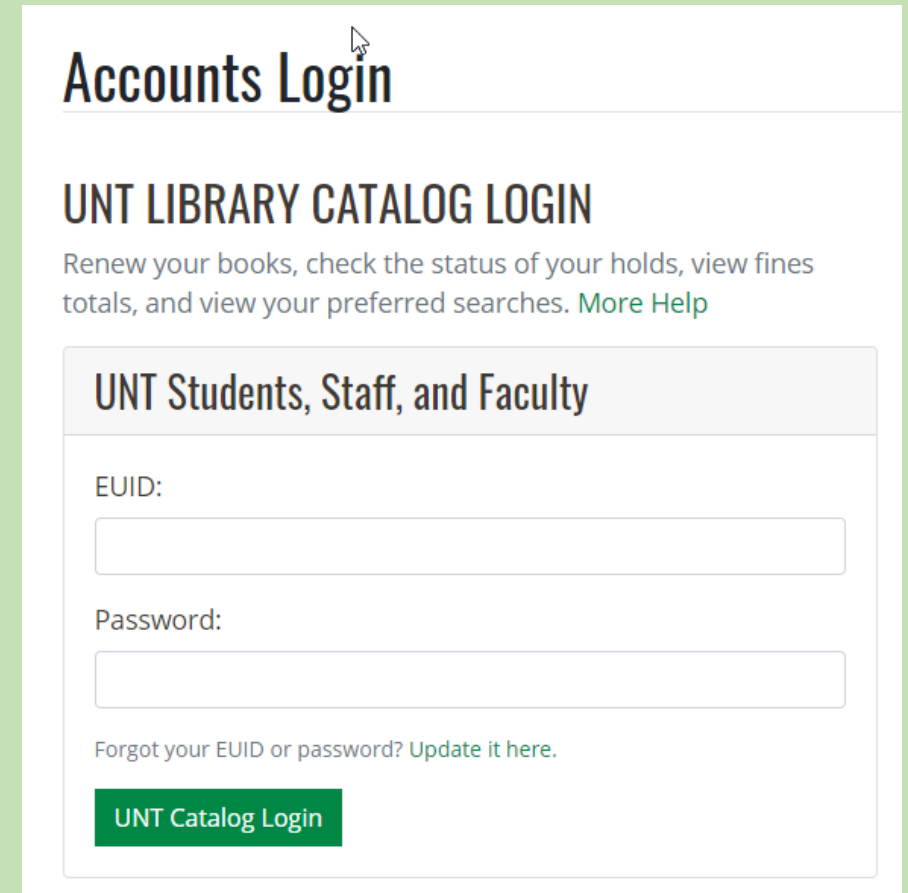 Accounts Login
UNT LIBRARY CATALOG LOGIN
Renew your books, check the status of your holds, view fines
totals, and view your preferred searches. More Help
UNT Students, Staff, and Faculty
EUID:
Password:
Forgot your EUID or password? Update it here.
UNT Catalog Login